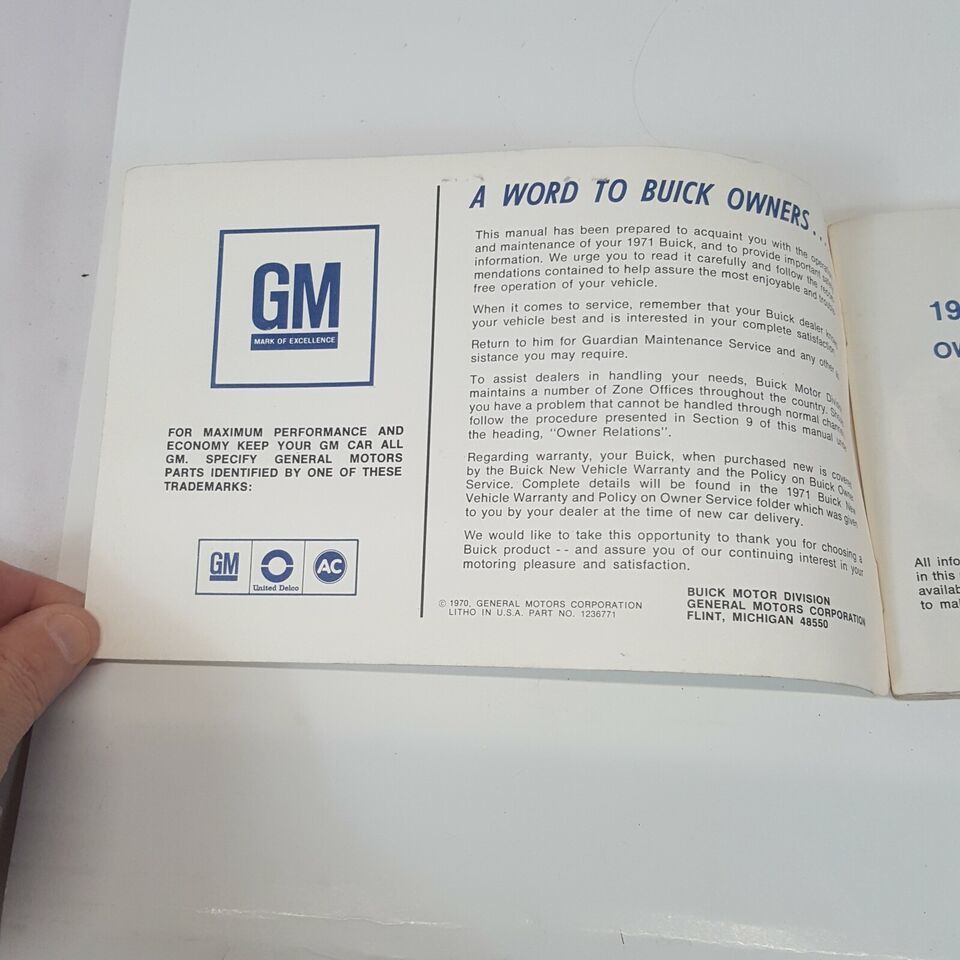 GM
MARK OF EXCELLENCE
FOR MAXIMUM PERFORMANCE AND
ECONOMY KEEP YOUR GM CAR ALL
GM. SPECIFY GENERAL MOTORS
PARTS IDENTIFIED BY ONE OF THESE
TRADEMARKS:
GM
United Delco
AC
A WORD TO BUICK OWNERS...
This manual has been prepared to acquaint you with the
and maintenance of your 1971 Buick, and to provide important
information. We urge you to read it carefully and follow the
mendations contained to help assure the most enjoyable and
free operation of your vehicle.
When it comes to service, remember that your Buick dealer
your vehicle best and is interested in your complete satisfaction
Return to him for Guardian Maintenance Service and any other
sistance you may require.
To assist dealers in handling your needs, Buick Motor
maintains a number of Zone Offices throughout the country.
you have a problem that cannot be handled through normal
follow the procedure presented in Section 9 of this manual
the heading, "Owner Relations".
Regarding warranty, your Buick, when purchased new is
by the Buick New Vehicle Warranty and the Policy on Buick Owner
Service. Complete details will be found in the 1971 Buick New
Vehicle Warranty and Policy on Owner Service folder which was given
to you by your dealer at the time of new car delivery.
We would like to take this opportunity to thank you for choosing a
Buick product -- and assure you of our continuing interest in your
motoring pleasure and satisfaction.
© 1970, GENERAL MOTORS CORPORATION
LITHO IN U.S.A. PART NO. 1236771
BUICK MOTOR DIVISION
GENERAL MOTORS CORPORATION
FLINT, MICHIGAN 48550
19
OW
All info
in this
availab
to ma